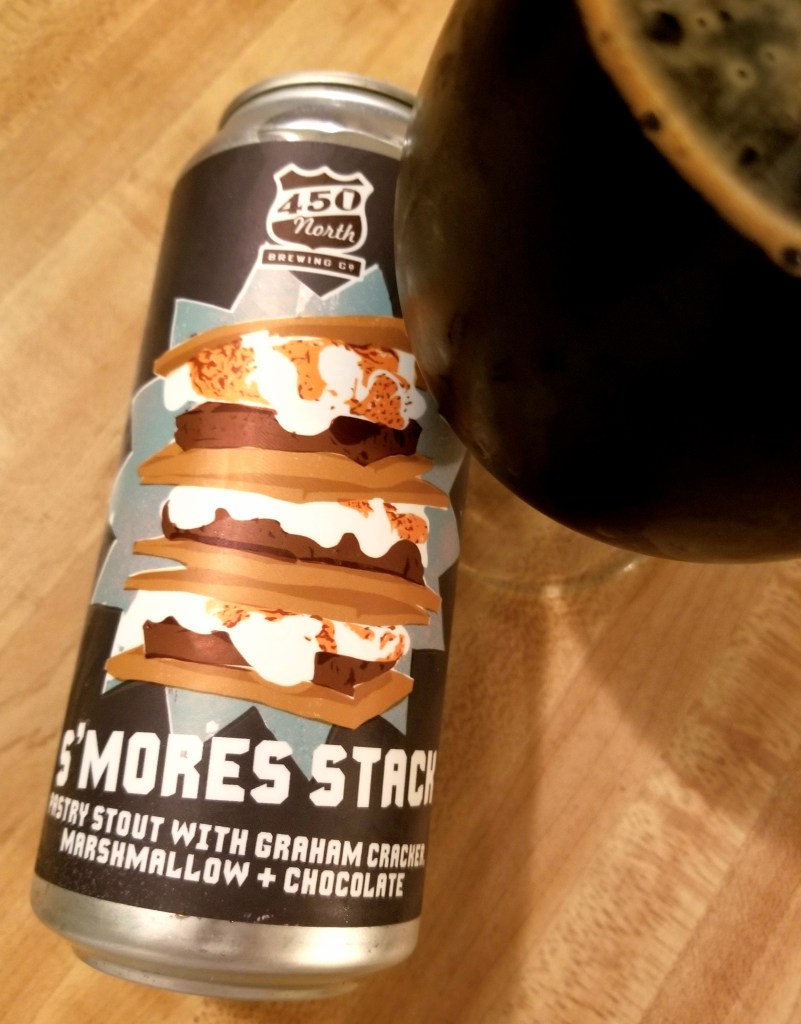 450
North
BREWING CO
S'MORES STACK
PASTRY STOUT WITH GRAHAM CRACKER,
MARSHMALLOW + CHOCOLATE